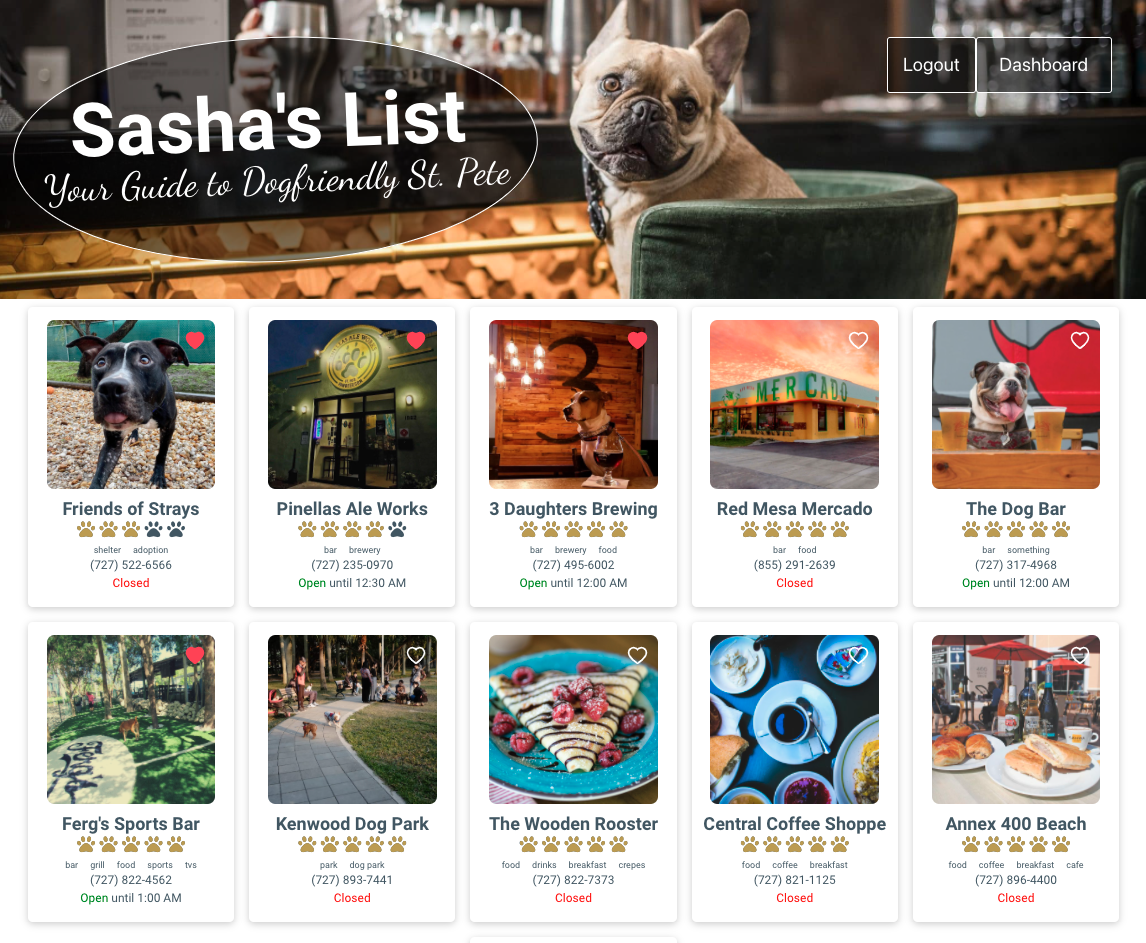 Logout
Dashboard
Sasha's List
Your Guide to Dogfriendly St. Pete
3
MERCADO
Friends of Strays
shelter adoption
(727) 522-6566
Closed
Pinellas Ale Works
bar brewery
(727) 235-0970
Open until 12:30 AM
3 Daughters Brewing
bar brewery food
(727) 495-6002
Open until 12:00 AM
Red Mesa Mercado
bar food
(855) 291-2639
Closed
The Dog Bar
bar something
(727) 317-4968
Open until 12:00 AM
Ferg's Sports Bar
bar grill food sports tvs
(727) 822-4562
Open until 1:00 AM
Kenwood Dog Park
park dog park
(727) 893-7441
Closed
The Wooden Rooster
food drinks breakfast crepes
(727) 822-7373
Closed
Central Coffee Shoppe
food coffee breakfast
(727) 821-1125
Closed
Annex 400 Beach
food coffee breakfast cafe
(727) 896-4400
Closed